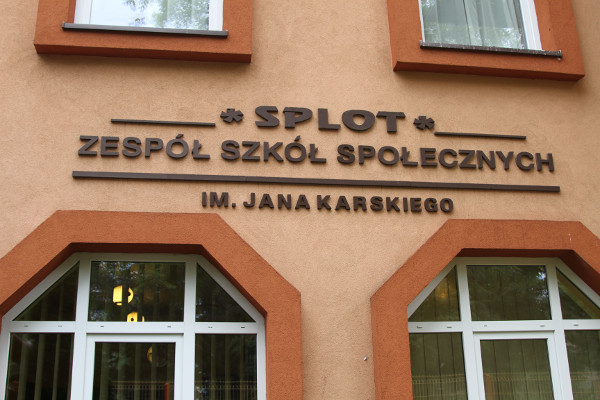 * SPLOT *
ZESPÓŁ SZKÓŁ SPOŁECZNYCH
IM. JANA KARSKIEGO